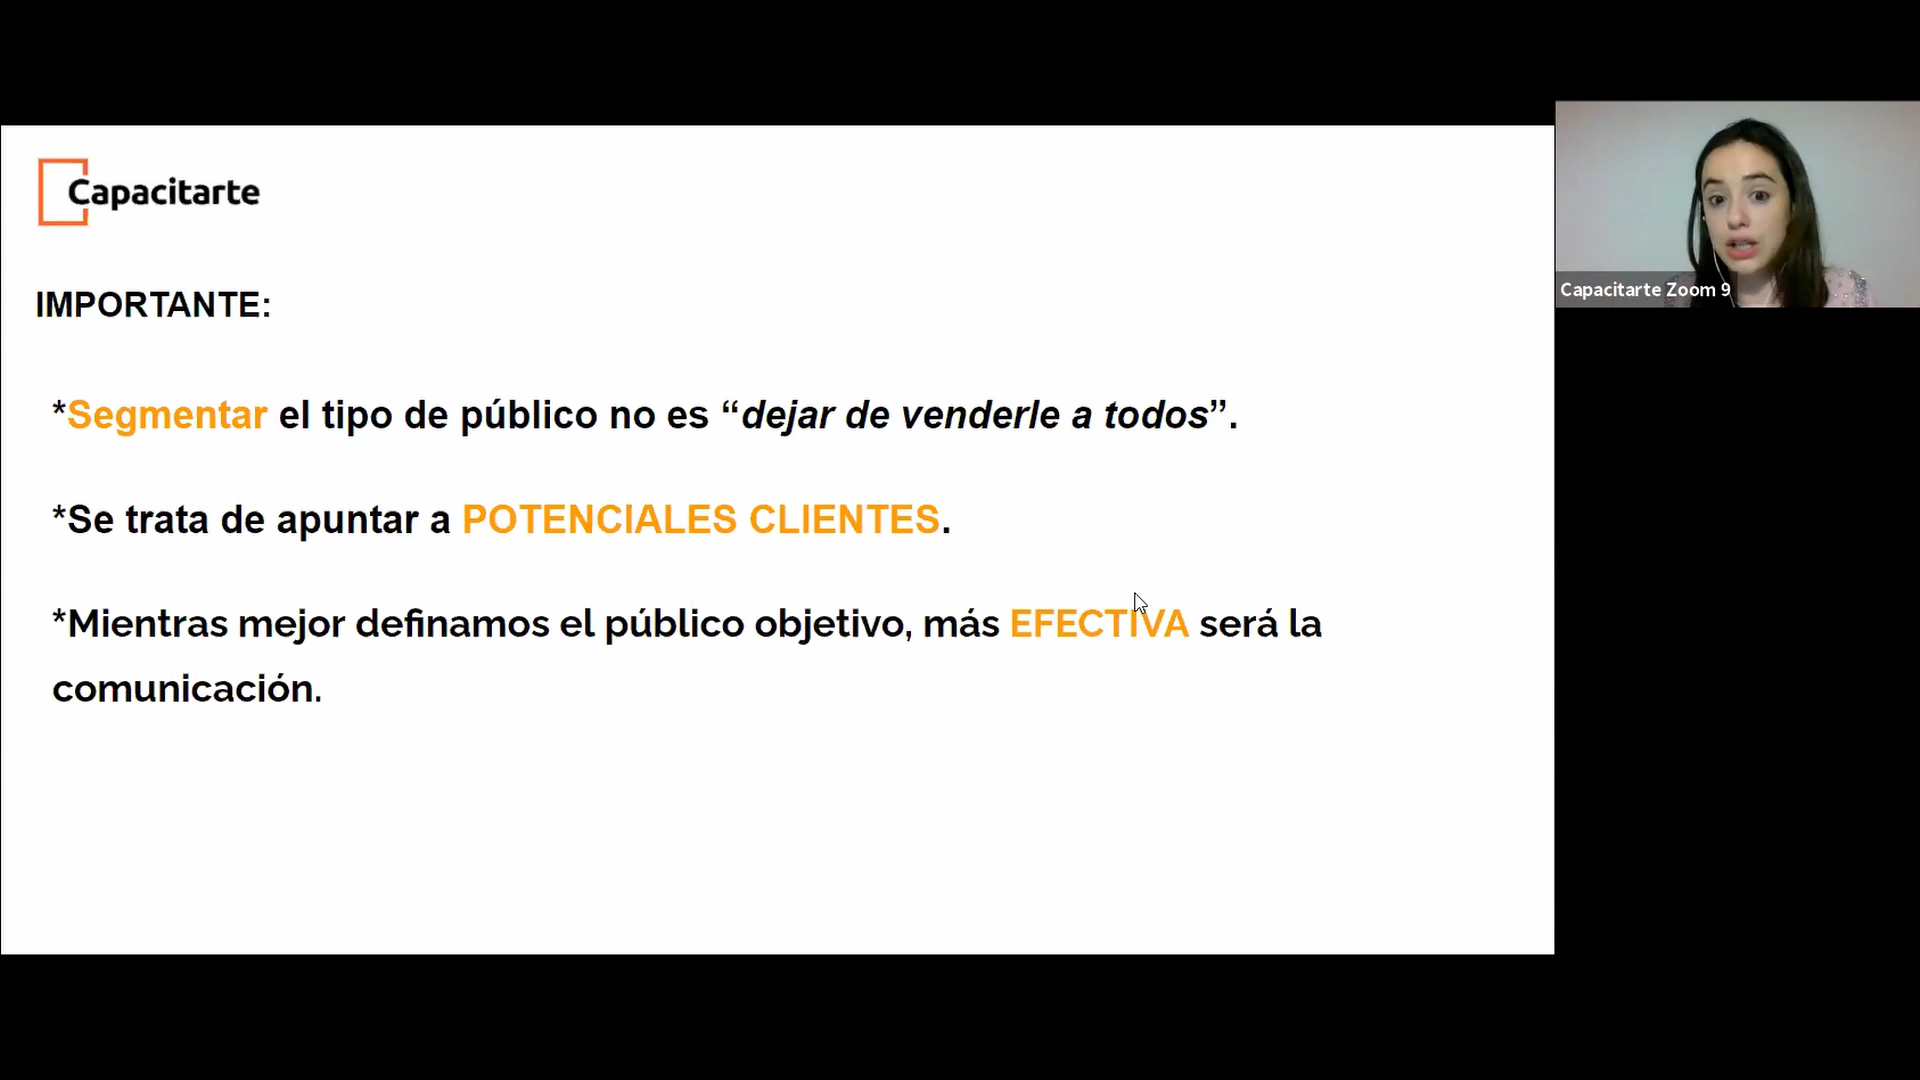 Capacitarte
IMPORTANTE:
*Segmentar el tipo de público no es “dejar de venderle a todos”.
*Se trata de apuntar a POTENCIALES CLIENTES.
*Mientras mejor definamos el público objetivo, más EFECTIVA será la
comunicación.
Capacitarte Zoom 9